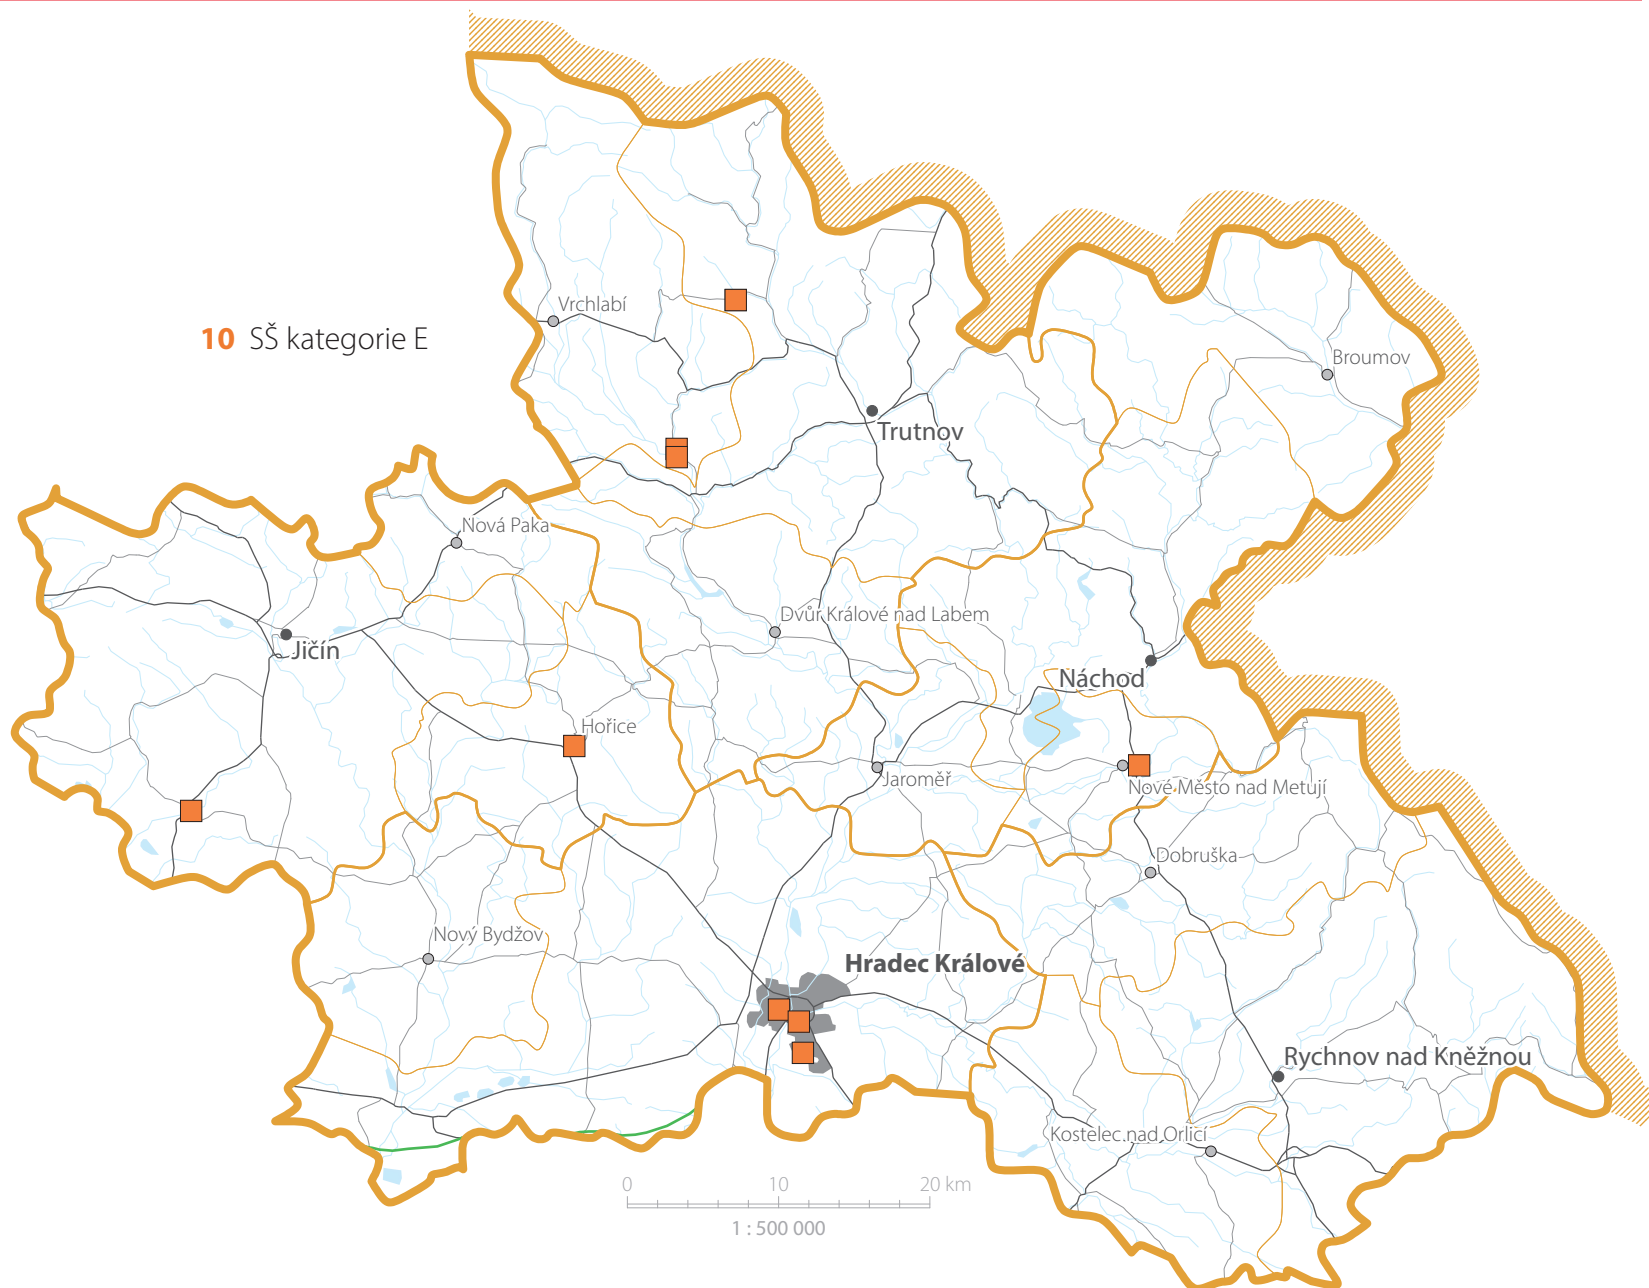 Vrchlabí
10 SŠ kategorie E
Broumov
Trutnov
Nová Paka
Dvůr Králové nad Labem
Jičín
Náchod
Hořice
Jaroměř
Nové Město nad Metují
Dobruška
Nový Bydžov
Hradec Králové
Rychnov nad Kněžnou
Kostelec nad Orlicí
0 10 20 km
1 : 500 000